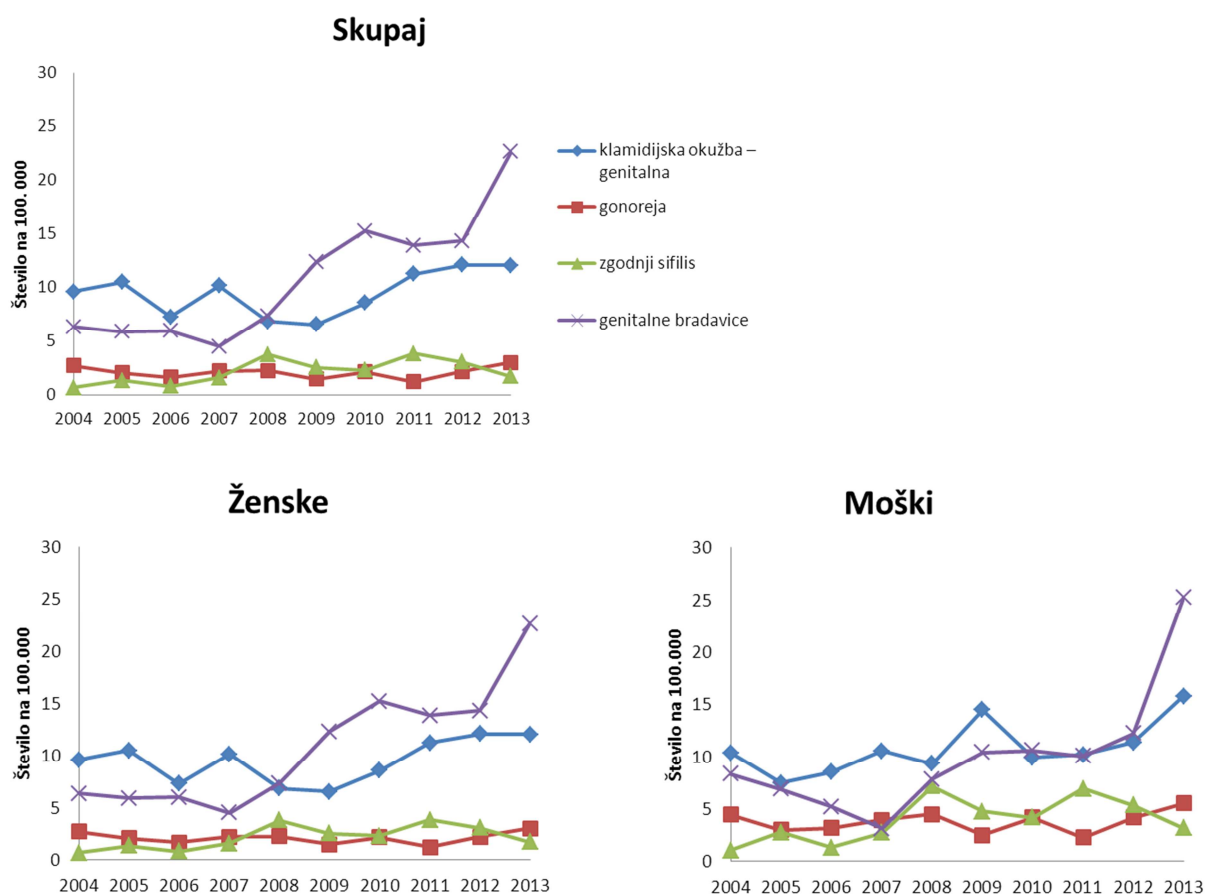 Skupaj
30
25
20
15
10
5
0
Število na 100. 000
2004 2005 2006 2007 2008 2009 2010 2011 2012 2013
klamidijska okužba –
genitalna
gonoreja
zgodnji sifilis
genitalne bradavice
Ženske
30
25
20
15
10
5
0
Število na 100.000
2004 2005 2006 2007 2008 2009 2010 2011 2012 2013
Moški
30
25
20
15
10
5
0
Število na 100.000
2004 2005 2006 2007 2008 2009 2010 2011 2012 2013